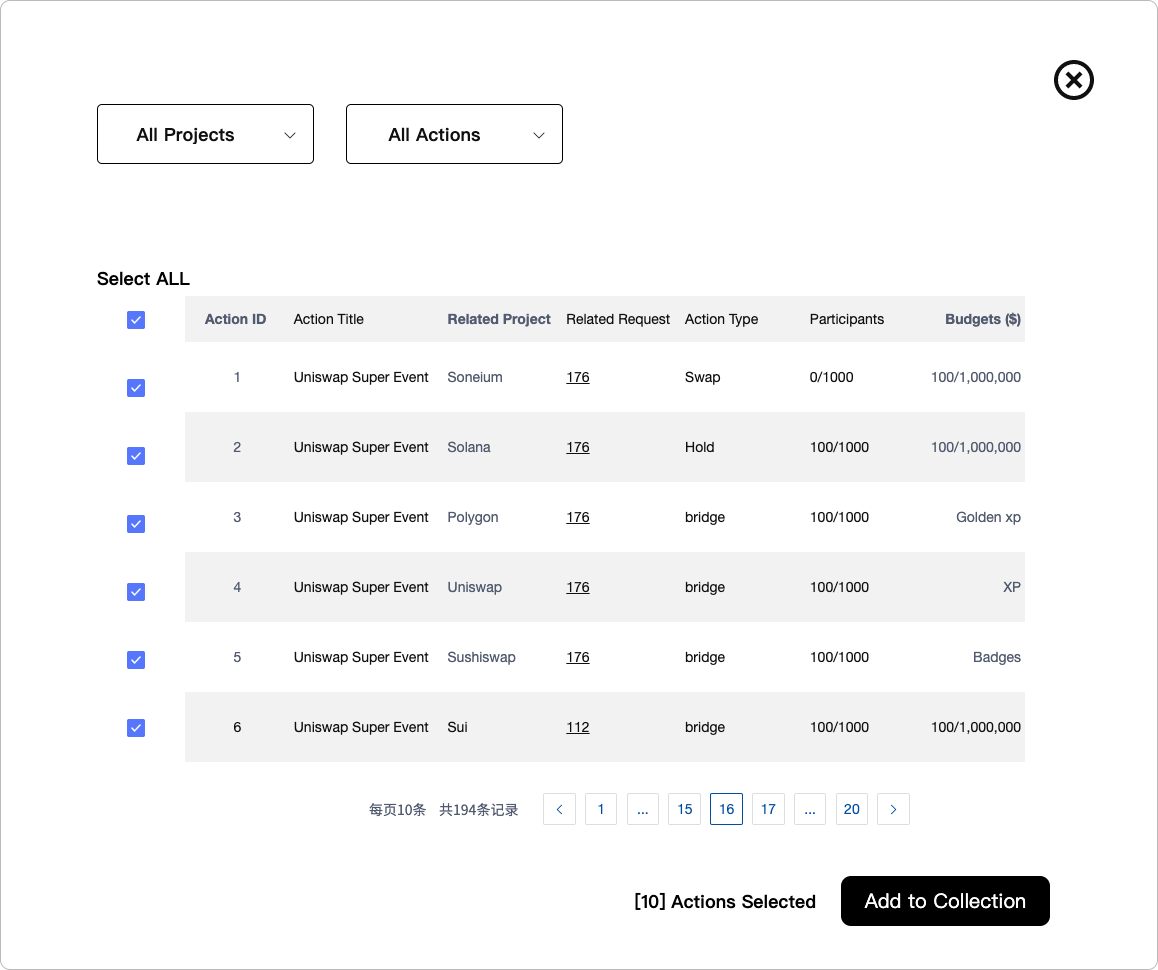 All Projects All Actions
Select ALL
Action ID Action Title Related Project Related Request Action Type Participants Budgets ($)
1 Uniswap Super Event Soneium 176 Swap 0/1000 100/1,000,000
2 Uniswap Super Event Solana 176 Hold 100/1000 100/1,000,000
3 Uniswap Super Event Polygon 176 bridge 100/1000 Golden xp
4 Uniswap Super Event Uniswap 176 bridge 100/1000 XP
5 Uniswap Super Event Sushiswap 176 bridge 100/1000 Badges
6 Uniswap Super Event Sui 112 bridge 100/1000 100/1,000,000
每页10条 共194条记录 1 ... 15 16 17 ... 20
[10] Actions Selected Add to Collection